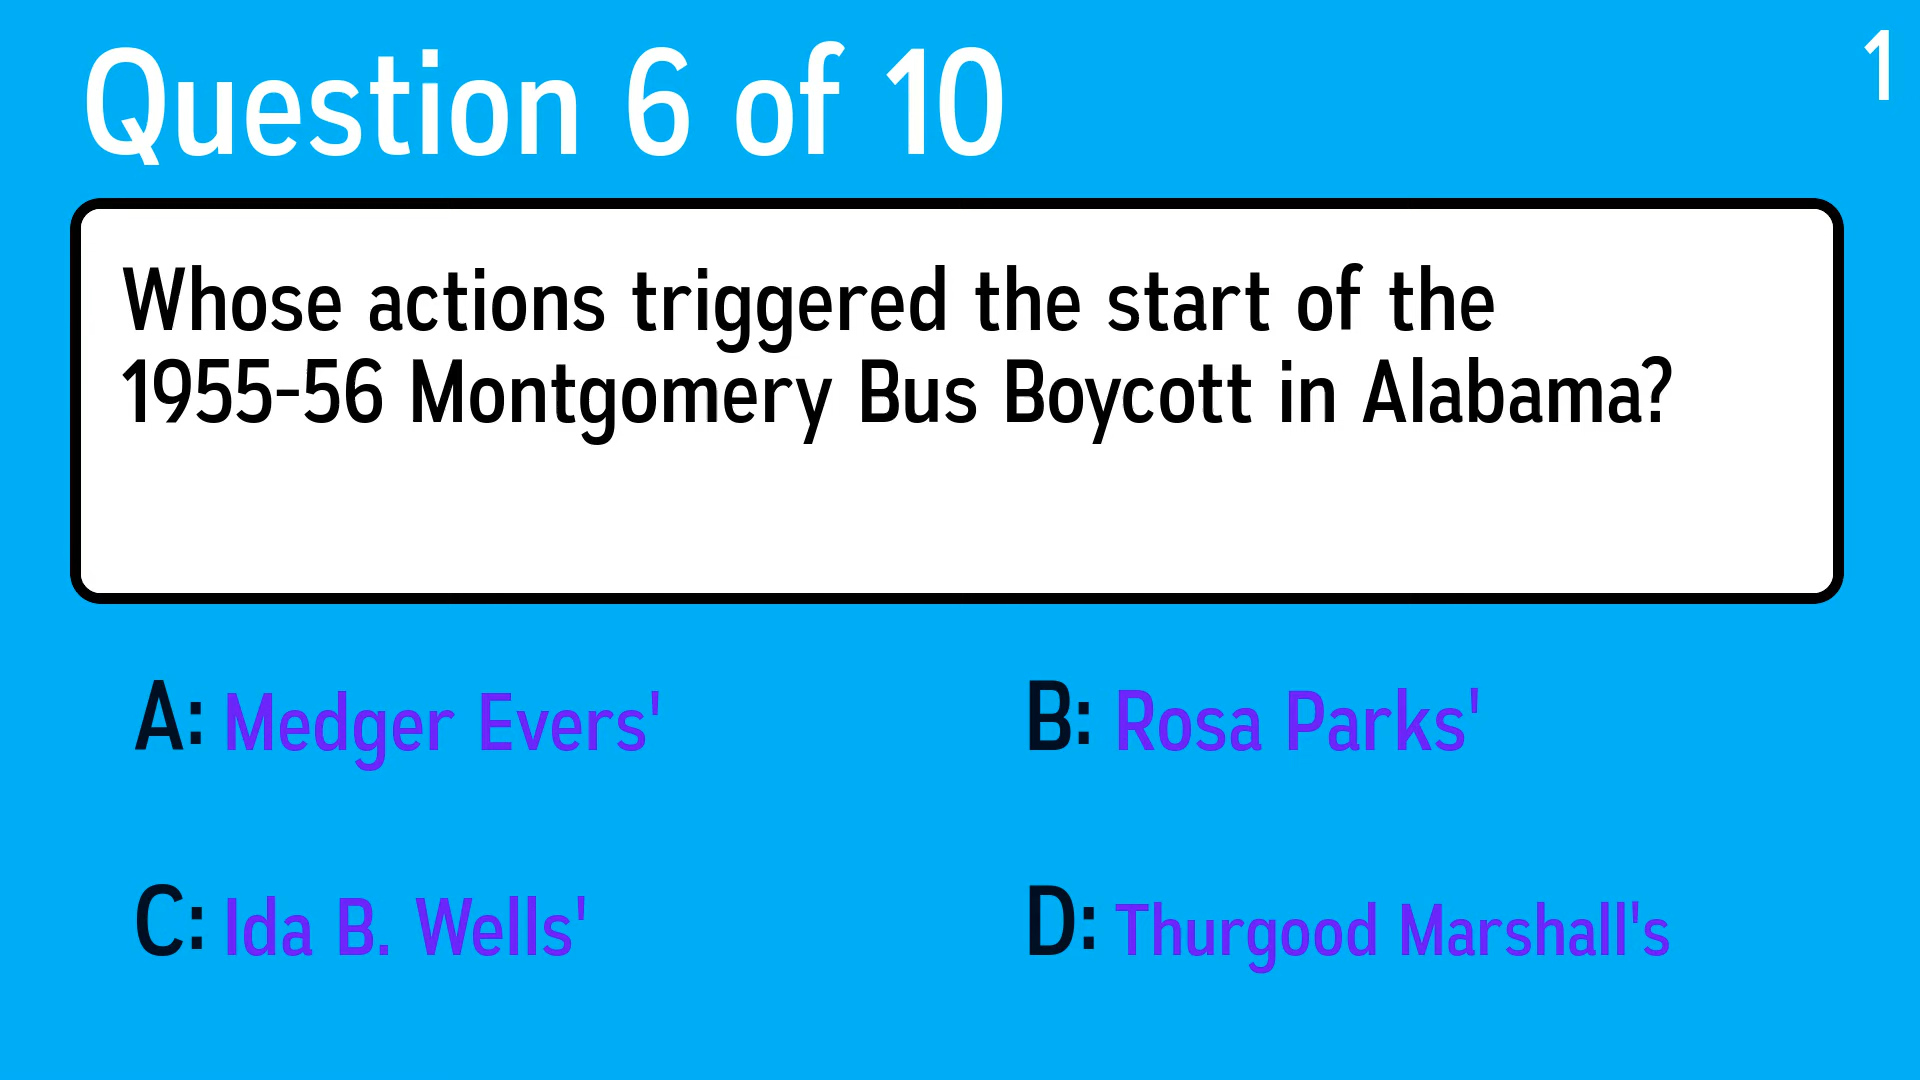 Question 6 of 10
1
Whose actions triggered the start of the
1955-56 Montgomery Bus Boycott in Alabama?
A: Medger Evers'
B: Rosa Parks'
C: Ida B. Wells'
D: Thurgood Marshall's